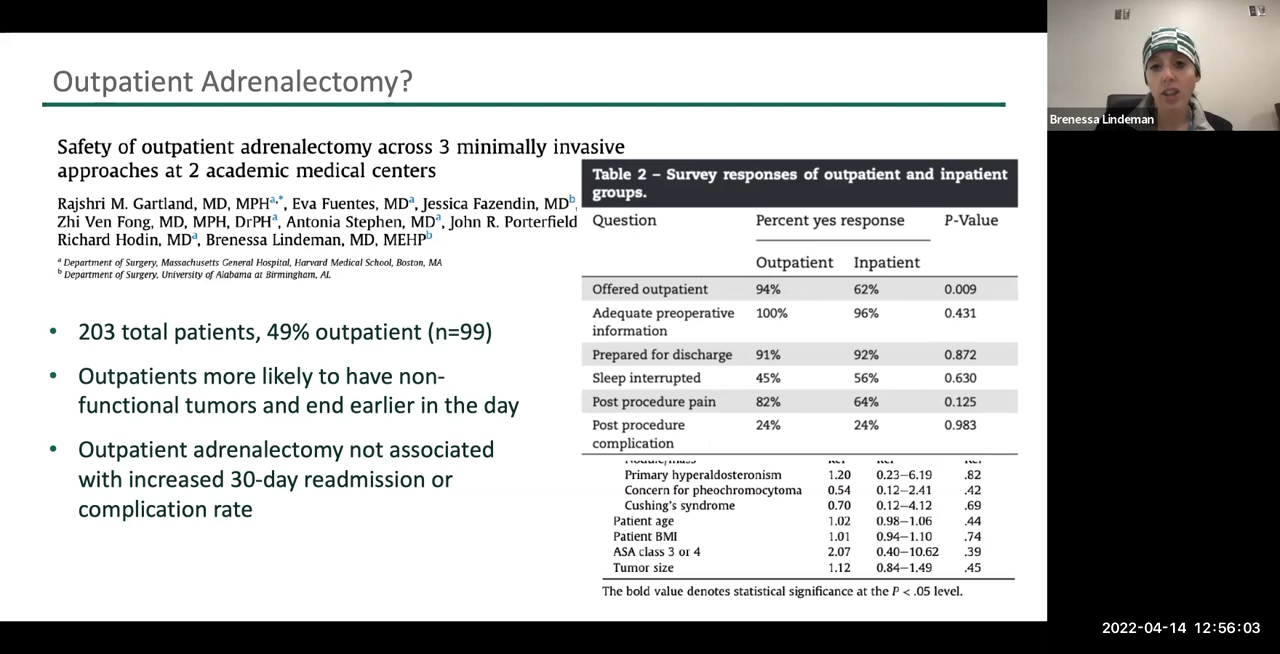 Outpatient Adrenalectomy?
Safety of outpatient adrenalectomy across 3 minimally invasive
approaches at 2 academic medical centers
Rajshri M. Gartland, MD, MPHa,*, Eva Fuentes, MDa, Jessica Fazendin, MDb,
Zhi Ven Fong, MD, MPH, DrPHa, Antonia Stephen, MDa, John R. Porterfield
Richard Hodin, MDa, Brenessa Lindeman, MD, MEHPb
a Department of Surgery, Massachusetts General Hospital, Harvard Medical School, Boston, MA
b Department of Surgery, University of Alabama at Birmingham, AL
• 203 total patients, 49% outpatient (n=99)
• Outpatients more likely to have non-
functional tumors and end earlier in the day
• Outpatient adrenalectomy not associated
with increased 30-day readmission or
complication rate
Table 2 – Survey responses of outpatient and inpatient
groups.
Question Percent yes response P-Value
Outpatient Inpatient
Offered outpatient 94% 62% 0.009
Adequate preoperative 100% 96% 0.431
information
Prepared for discharge 91% 92% 0.872
Sleep interrupted 45% 56% 0.630
Post procedure pain 82% 64% 0.125
Post procedure 24% 24% 0.983
complication
Primary hyperaldosteronism 1.20 0.23–6.19 .82
Concern for pheochromocytoma 0.54 0.12–2.41 .42
Cushing's syndrome 0.70 0.12–4.12 .69
Patient age 1.02 0.98–1.06 .44
Patient BMI 1.01 0.94–1.10 .74
ASA class 3 or 4 2.07 0.40–10.62 .39
Tumor size 1.12 0.84–1.49 .45
The bold value denotes statistical significance at the P < .05 level.
Brenessa Lindeman
2022-04-14 12:56:03